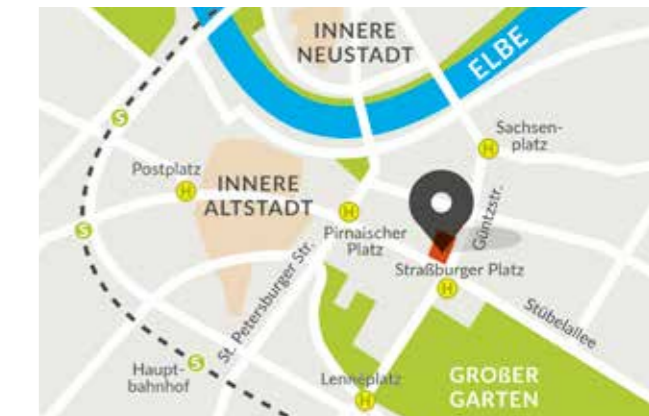 INNERE
NEUSTADT
ELBE
S
Sachsen-
platz
H
Postplatz
H
INNERE
ALTSTADT
H
Pirnaischer
Platz
Güntzstr.
S
St. Petersburger Str.
Straßburger Platz
H
Stübelallee
Haupt-
bahnhof
S
Lennéplatz
H
GROßER
GARTEN